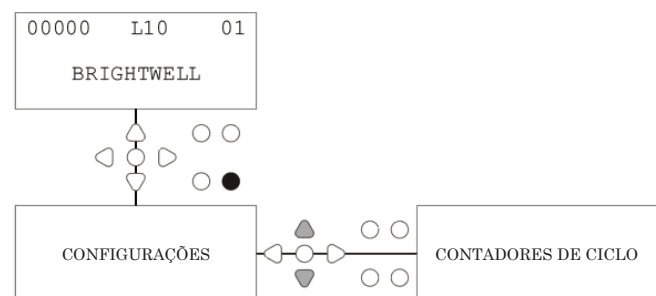 00000 L10 01
BRIGHTWELL
CONFIGURAÇÕES
CONTADORES DE CICLO